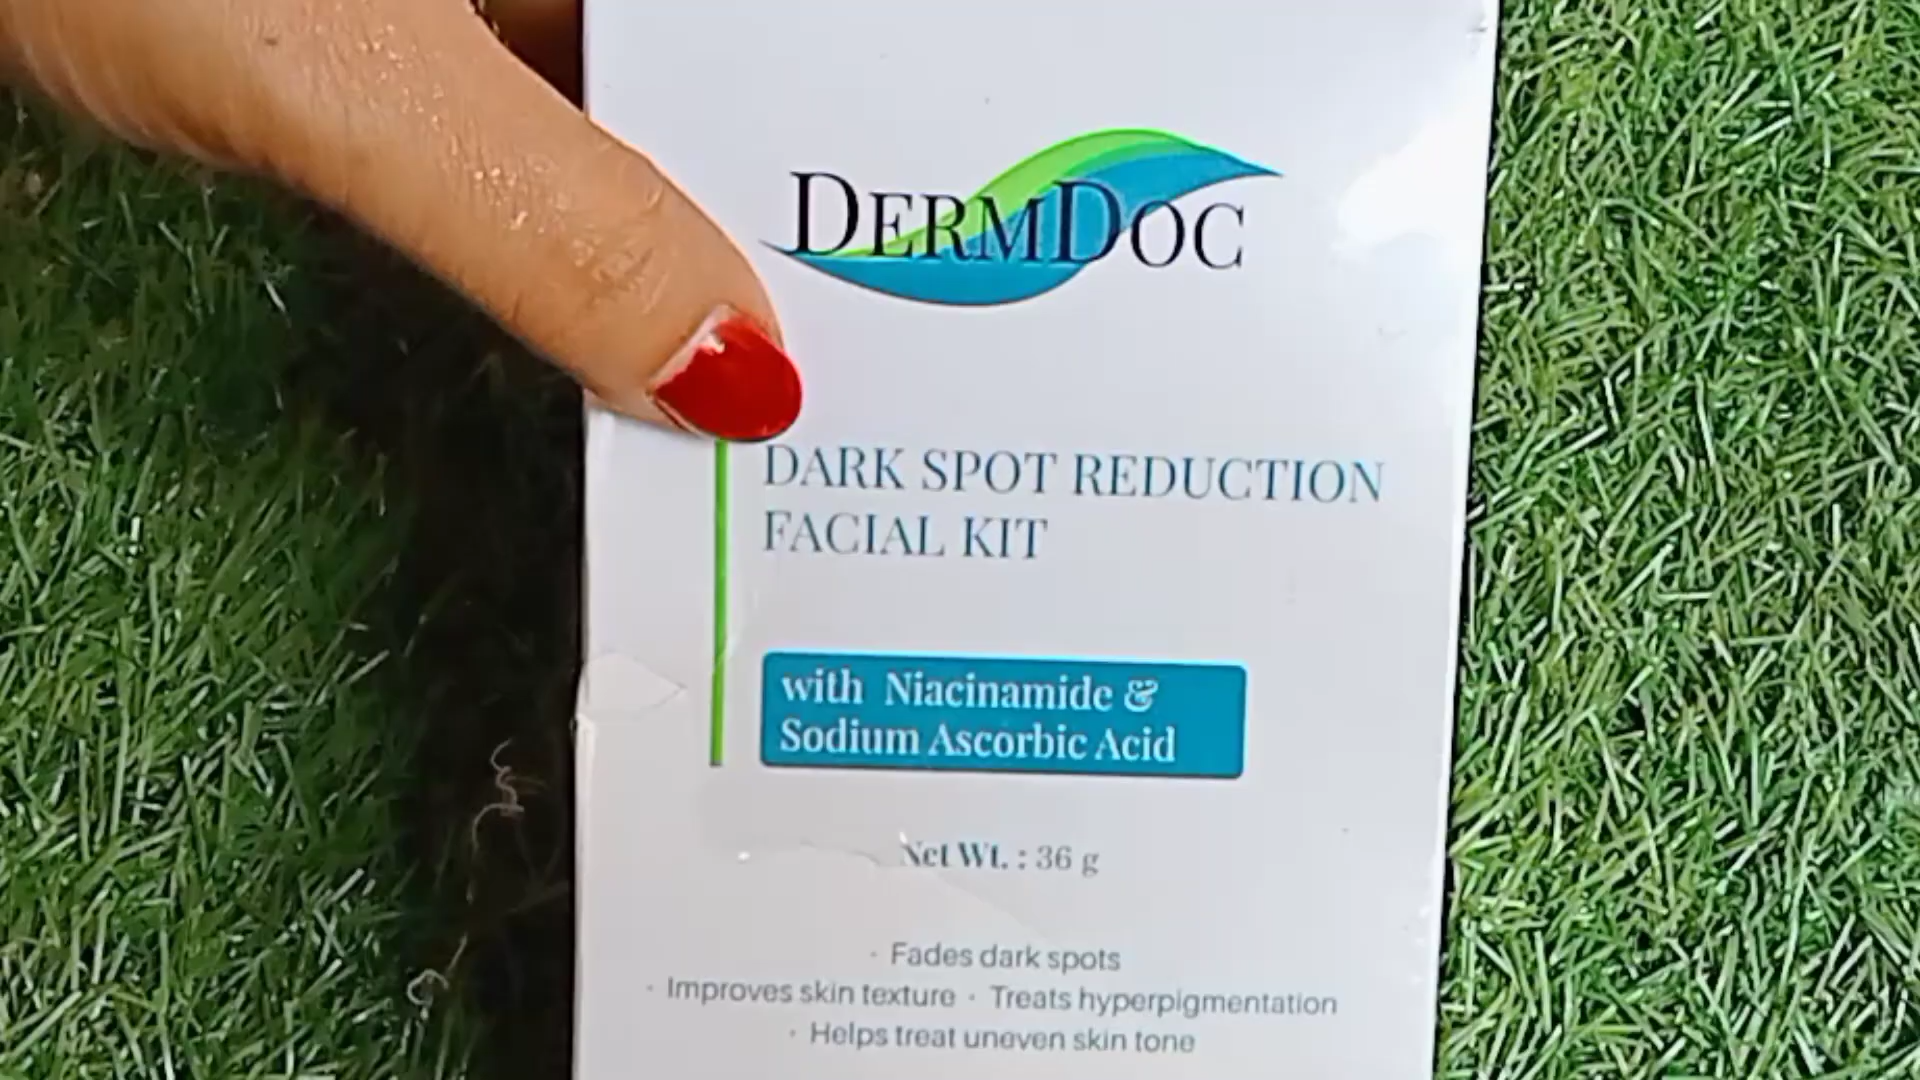 DERMDOC
DARK SPOT REDUCTION
FACIAL KIT
with Niacinamide &
Sodium Ascorbic Acid
Net Wt. : 36 g
· Fades dark spots
· Improves skin texture · Treats hyperpigmentation
· Helps treat uneven skin tone